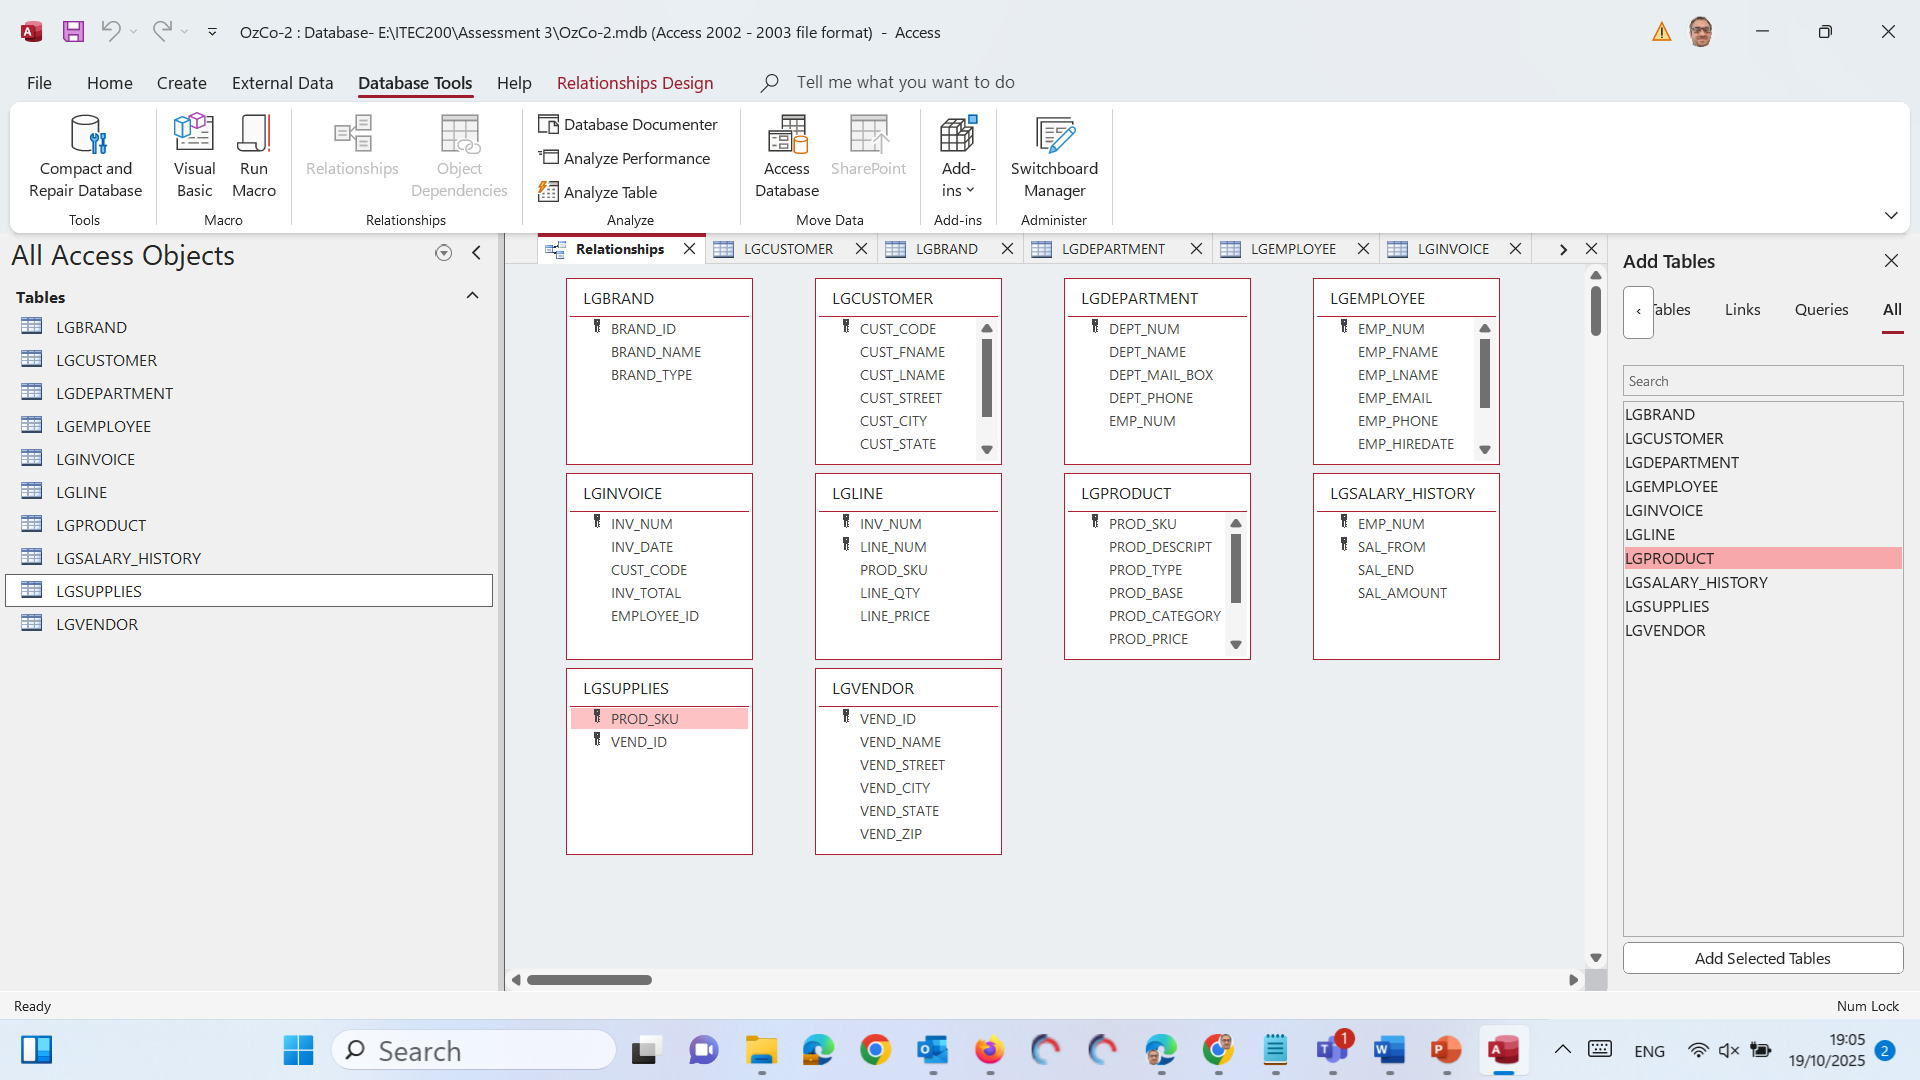 OzCo-2 : Database- E:\ITEC200\Assessment 3\OzCo-2.mdb (Access 2002 - 2003 file format) - Access
File Home Create External Data Database Tools Help Relationships Design Tell me what you want to do
Compact and
Repair Database
Tools
Visual
Basic
Run
Macro
Macro
Relationships
Object
Dependencies
Relationships
Database Documenter
Analyze Performance
Analyze Table
Analyze
Access
Database
SharePoint
Move Data
Add-
ins
Add-ins
Switchboard
Manager
Administer
All Access Objects
Tables
LGBRAND
LGCUSTOMER
LGDEPARTMENT
LGEMPLOYEE
LGINVOICE
LGLINE
LGPRODUCT
LGSALARY_HISTORY
LGSUPPLIES
LGVENDOR
Relationships LGCUSTOMER LGBRAND LGDEPARTMENT LGEMPLOYEE LGINVOICE
LGBRAND
BRAND_ID
BRAND_NAME
BRAND_TYPE
LGCUSTOMER
CUST_CODE
CUST_FNAME
CUST_LNAME
CUST_STREET
CUST_CITY
CUST_STATE
LGDEPARTMENT
DEPT_NUM
DEPT_NAME
DEPT_MAIL_BOX
DEPT_PHONE
EMP_NUM
LGEMPLOYEE
EMP_NUM
EMP_FNAME
EMP_LNAME
EMP_EMAIL
EMP_PHONE
EMP_HIREDATE
LGINVOICE
INV_NUM
INV_DATE
CUST_CODE
INV_TOTAL
EMPLOYEE_ID
LGLINE
INV_NUM
LINE_NUM
PROD_SKU
LINE_QTY
LINE_PRICE
LGPRODUCT
PROD_SKU
PROD_DESCRIPT
PROD_TYPE
PROD_BASE
PROD_CATEGORY
PROD_PRICE
LGSALARY_HISTORY
EMP_NUM
SAL_FROM
SAL_END
SAL_AMOUNT
LGSUPPLIES
PROD_SKU
VEND_ID
LGVENDOR
VEND_ID
VEND_NAME
VEND_STREET
VEND_CITY
VEND_STATE
VEND_ZIP
Add Tables
Tables Links Queries All
Search
LGBRAND
LGCUSTOMER
LGDEPARTMENT
LGEMPLOYEE
LGINVOICE
LGLINE
LGPRODUCT
LGSALARY_HISTORY
LGSUPPLIES
LGVENDOR
Add Selected Tables
Ready
Num Lock
Search
1
ENG
19:05
19/10/2025
2